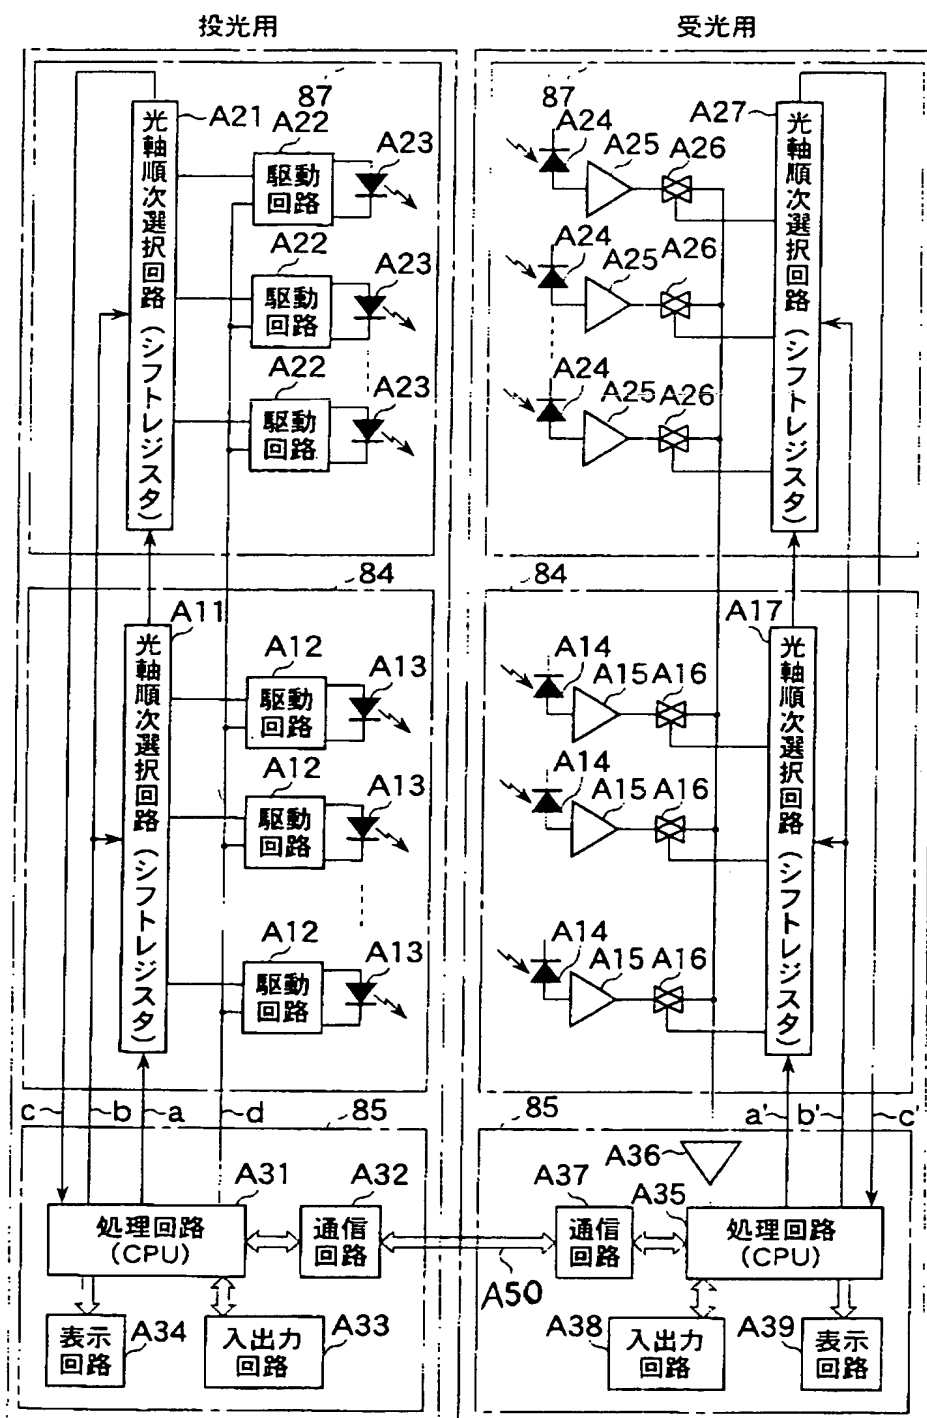 投光用
87
A21
光軸順次選択回路(シフトレジスタ)
A22
駆動
回路
A23
A22
駆動
回路
A23
A22
駆動
回路
A23
84
A11
光軸順次選択回路(シフトレジスタ)
A12
駆動
回路
A13
A12
駆動
回路
A13
A12
駆動
回路
A13
c
b
a
d
85
A31
処理回路
(CPU)
A32
通信
回路
表示
回路
A34
入出力
回路
A33
A50
受光用
87
A24
A25
A26
A27
光軸順次選択回路(シフトレジスタ)
A24
A25
A26
A24
A25
A26
84
A14
A15
A16
A17
光軸順次選択回路(シフトレジスタ)
A14
A15
A16
A14
A15
A16
85
a'
b'
c'
A36
A37
通信
回路
A35
処理回路
(CPU)
A38
入出力
回路
A39
表示
回路